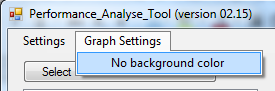 Performance_Analyse_Tool (version 02.15)
Settings Graph Settings
Select No background color